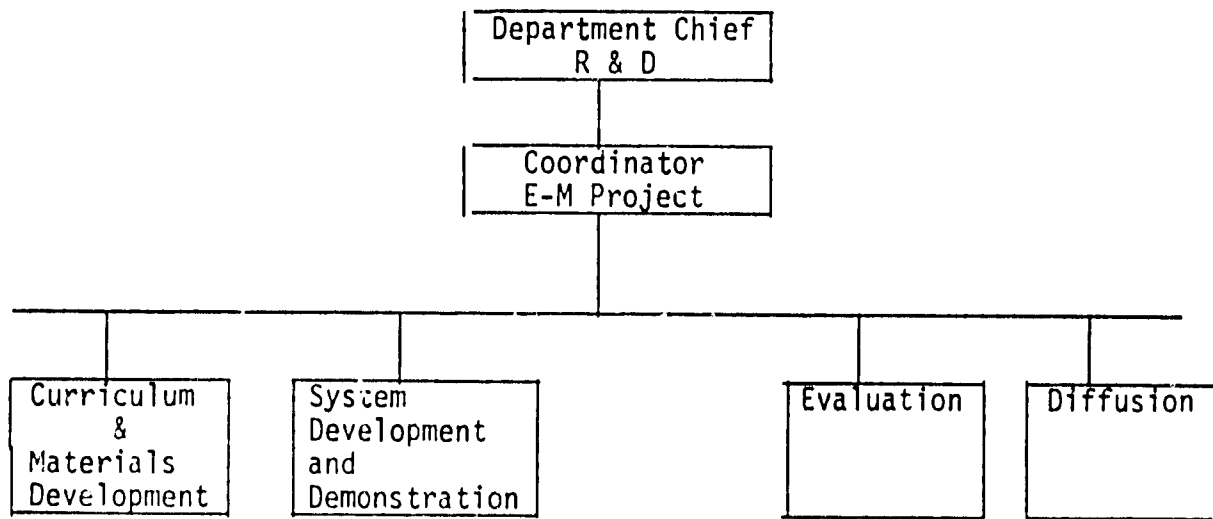 Department Chief
R & D
Coordinator
E-M Project
Curriculum
&
Materials
Development
System
Development
and
Demonstration
Evaluation
Diffusion